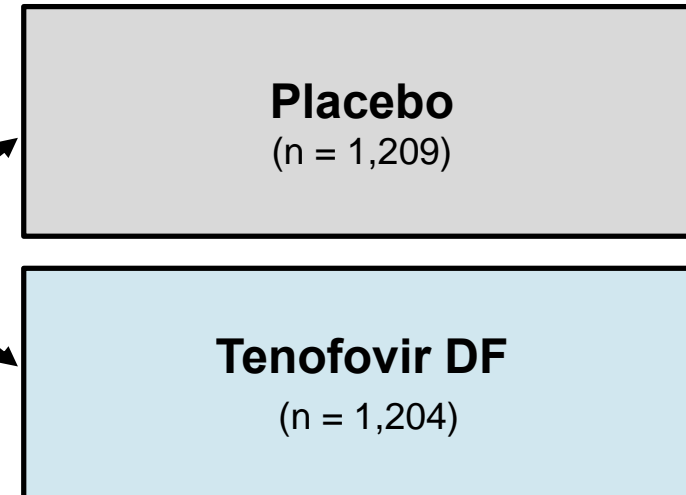 Placebo
(n = 1,209)
Tenofovir DF
(n = 1,204)